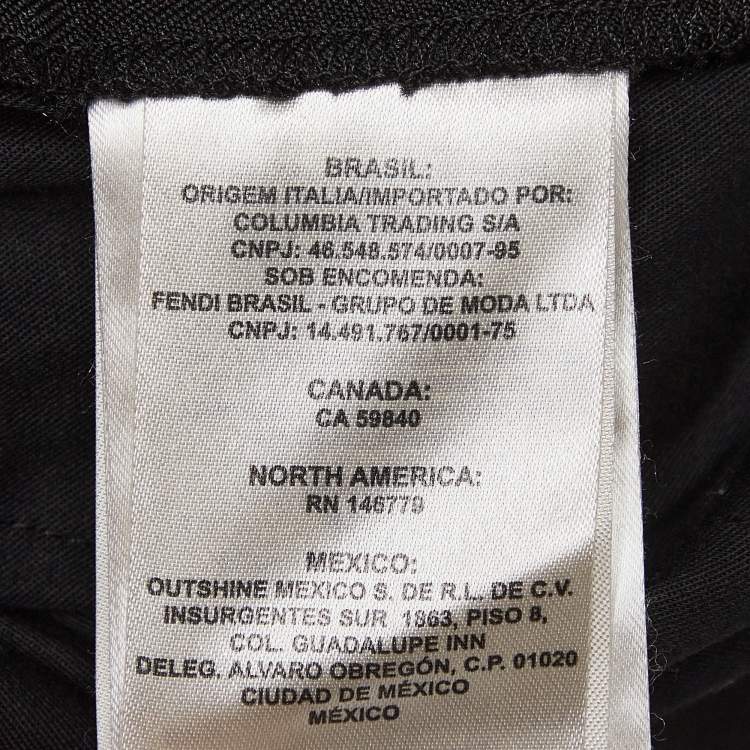 BRASIL:
ORIGEM ITALIA/IMPORTADO POR:
COLUMBIA TRADING S/A
CNPJ: 46.548.574/0007-95
SOB ENCOMENDA:
FENDI BRASIL - GRUPO DE MODA LTDA
CNPJ: 14.491.767/0001-75
CANADA:
CA 59840
NORTH AMERICA:
RN 146779
MEXICO:
OUTSHINE MEXICO S. DE R.L. DE C.V.
INSURGENTES SUR 1863, PISO 8,
COL. GUADALUPE INN
DELEG. ALVARO OBREGÓN, C.P. 01020
CIUDAD DE MÉXICO
MÉXICO